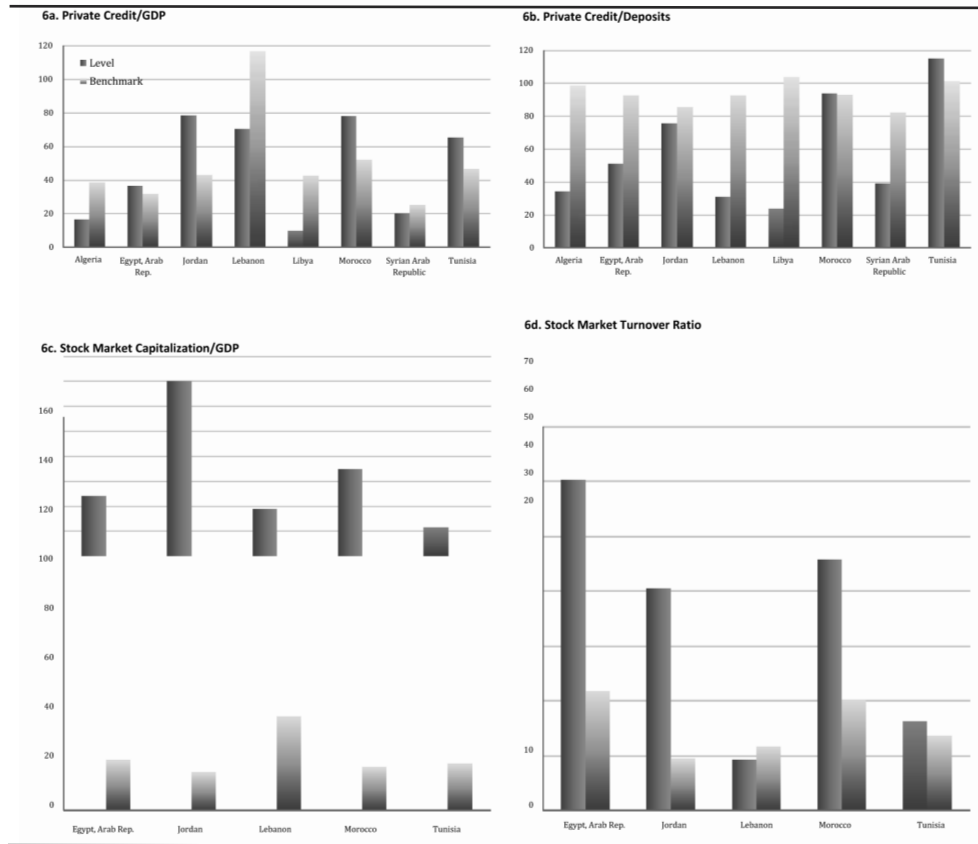 6a. Private Credit/GDP
120
100
80
60
40
20
0
Level
Benchmark
Algeria
Egypt, Arab
Rep.
Jordan
Lebanon
Libya
Morocco
Syrian Arab
Republic
Tunisia
6b. Private Credit/Deposits
120
100
80
60
40
20
0
Algeria
Egypt, Arab
Rep.
Jordan
Lebanon
Libya
Morocco
Syrian Arab
Republic
Tunisia
6c. Stock Market Capitalization/GDP
160
140
120
100
80
60
40
20
0
Egypt, Arab Rep.
Jordan
Lebanon
Morocco
Tunisia
6d. Stock Market Turnover Ratio
70
60
50
40
30
20
10
0
Egypt, Arab Rep.
Jordan
Lebanon
Morocco
Tunisia